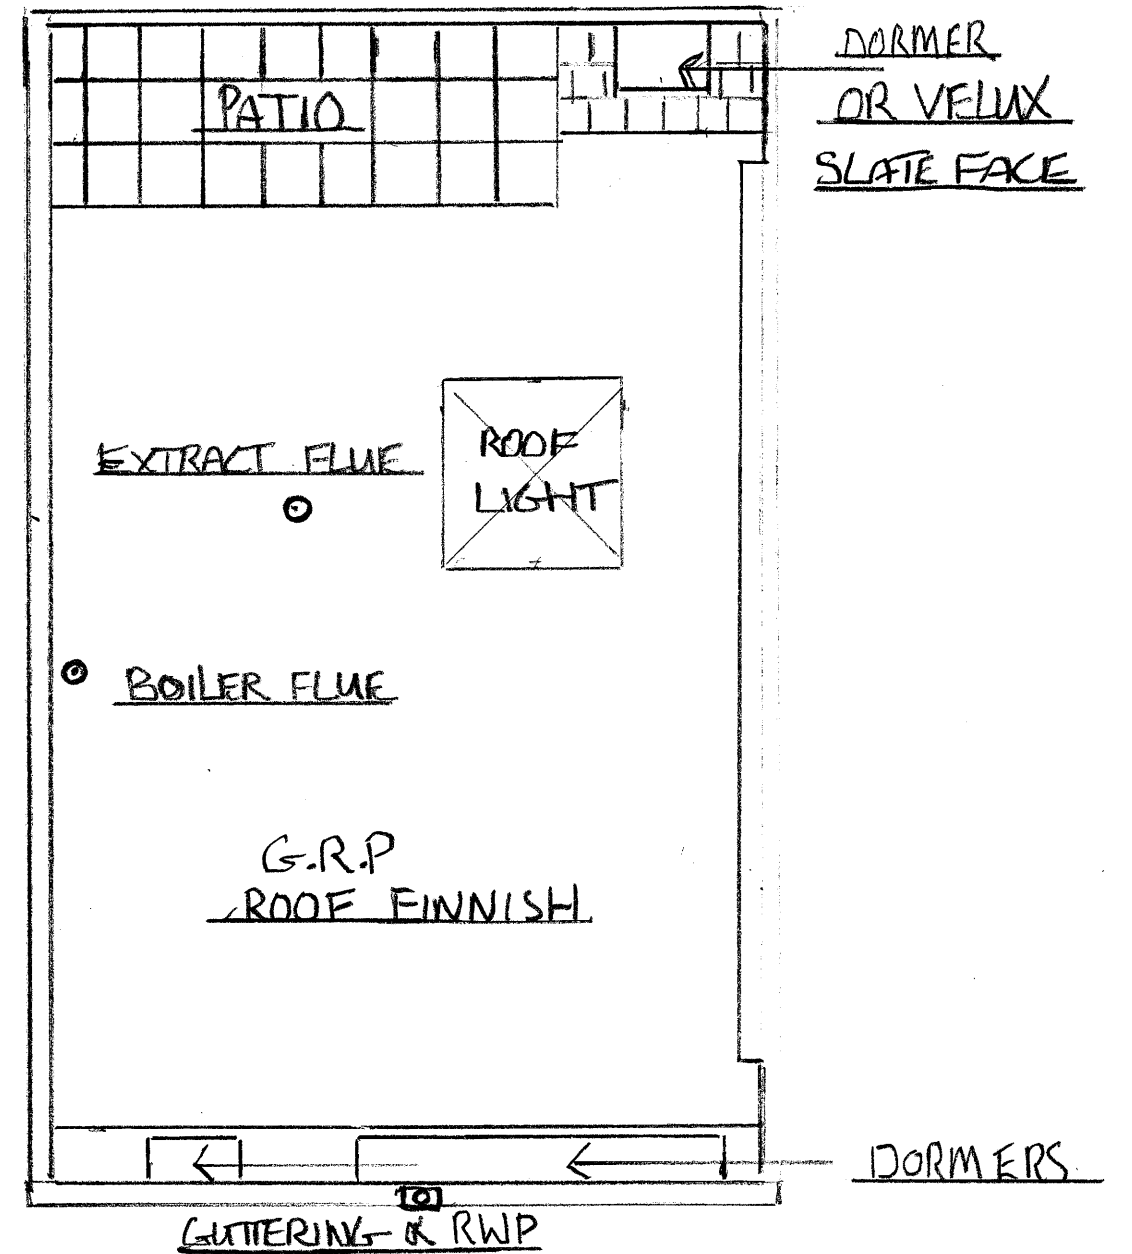 DORMER
OR VELUX
SLATE FACE
PATIO
ROOF
LIGHT
EXTRACT FLUE
BOILER FLUE
G.R.P
ROOF FINNISH
DORMERS
GUTTERING & RWP